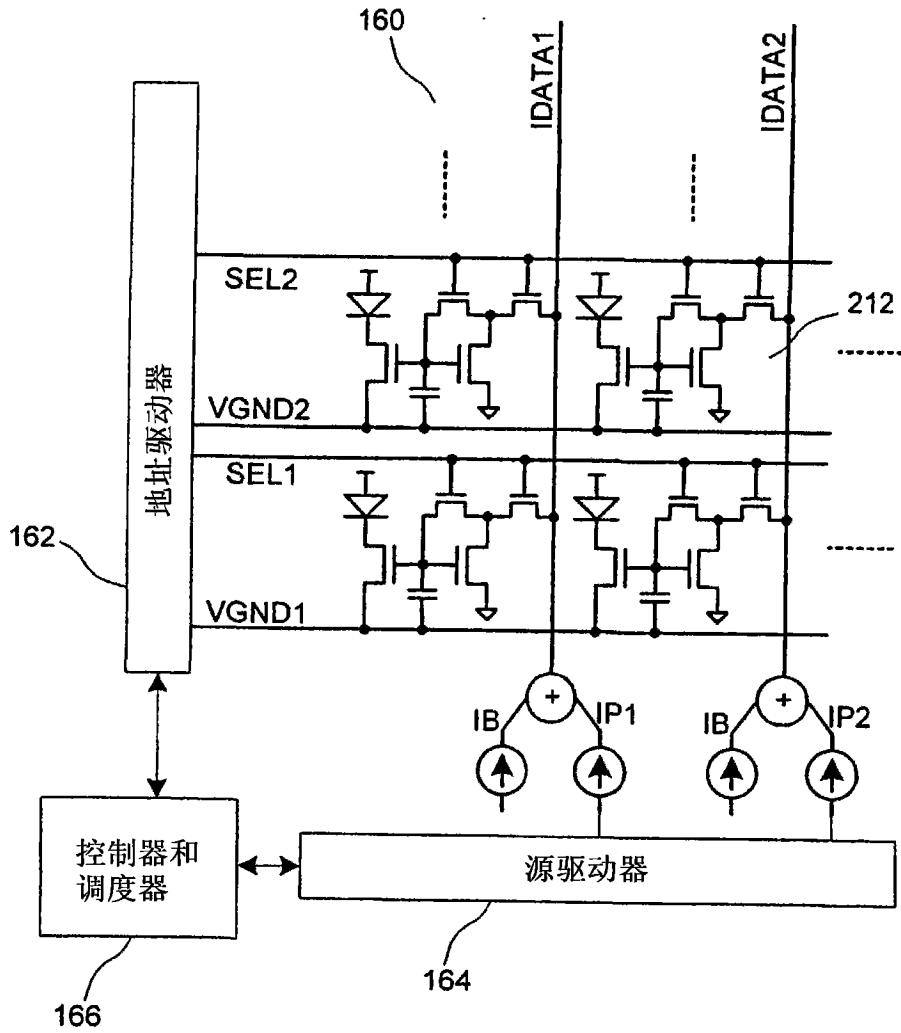 160
IDATA1
IDATA2
SEL2
212
VGND2
SEL1
地址驱动器
162
VGND1
+
+
IB
IP1
IB
IP2
控制器和
调度器
源驱动器
164
166